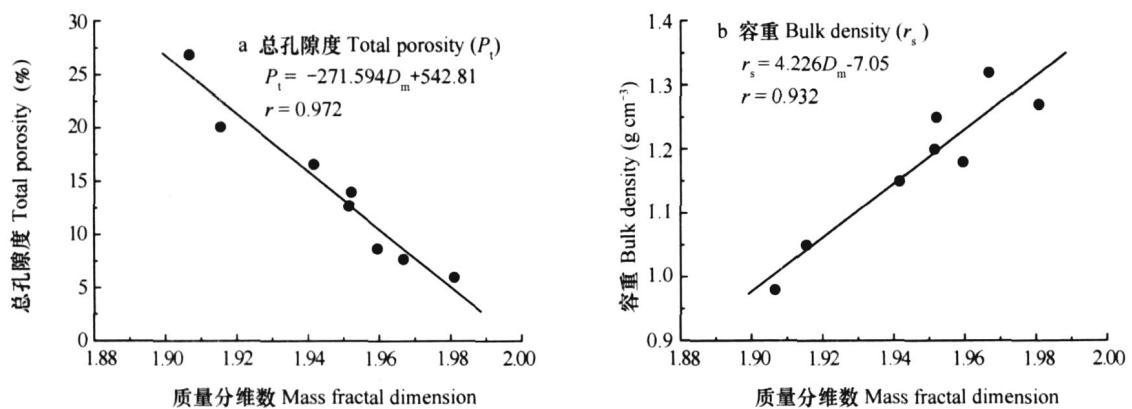 a 总孔隙度 Total porosity (Pt)
Pt = -271.594Dm+542.81
r = 0.972
总孔隙度 Total porosity (%)
30
25
20
15
10
5
0
1.88 1.90 1.92 1.94 1.96 1.98 2.00
质量分维数 Mass fractal dimension
b 容重 Bulk density (rs)
rs = 4.226Dm-7.05
r = 0.932
容重 Bulk density (g cm⁻³)
1.4
1.3
1.2
1.1
1.0
0.9
1.88 1.90 1.92 1.94 1.96 1.98 2.00
质量分维数 Mass fractal dimension